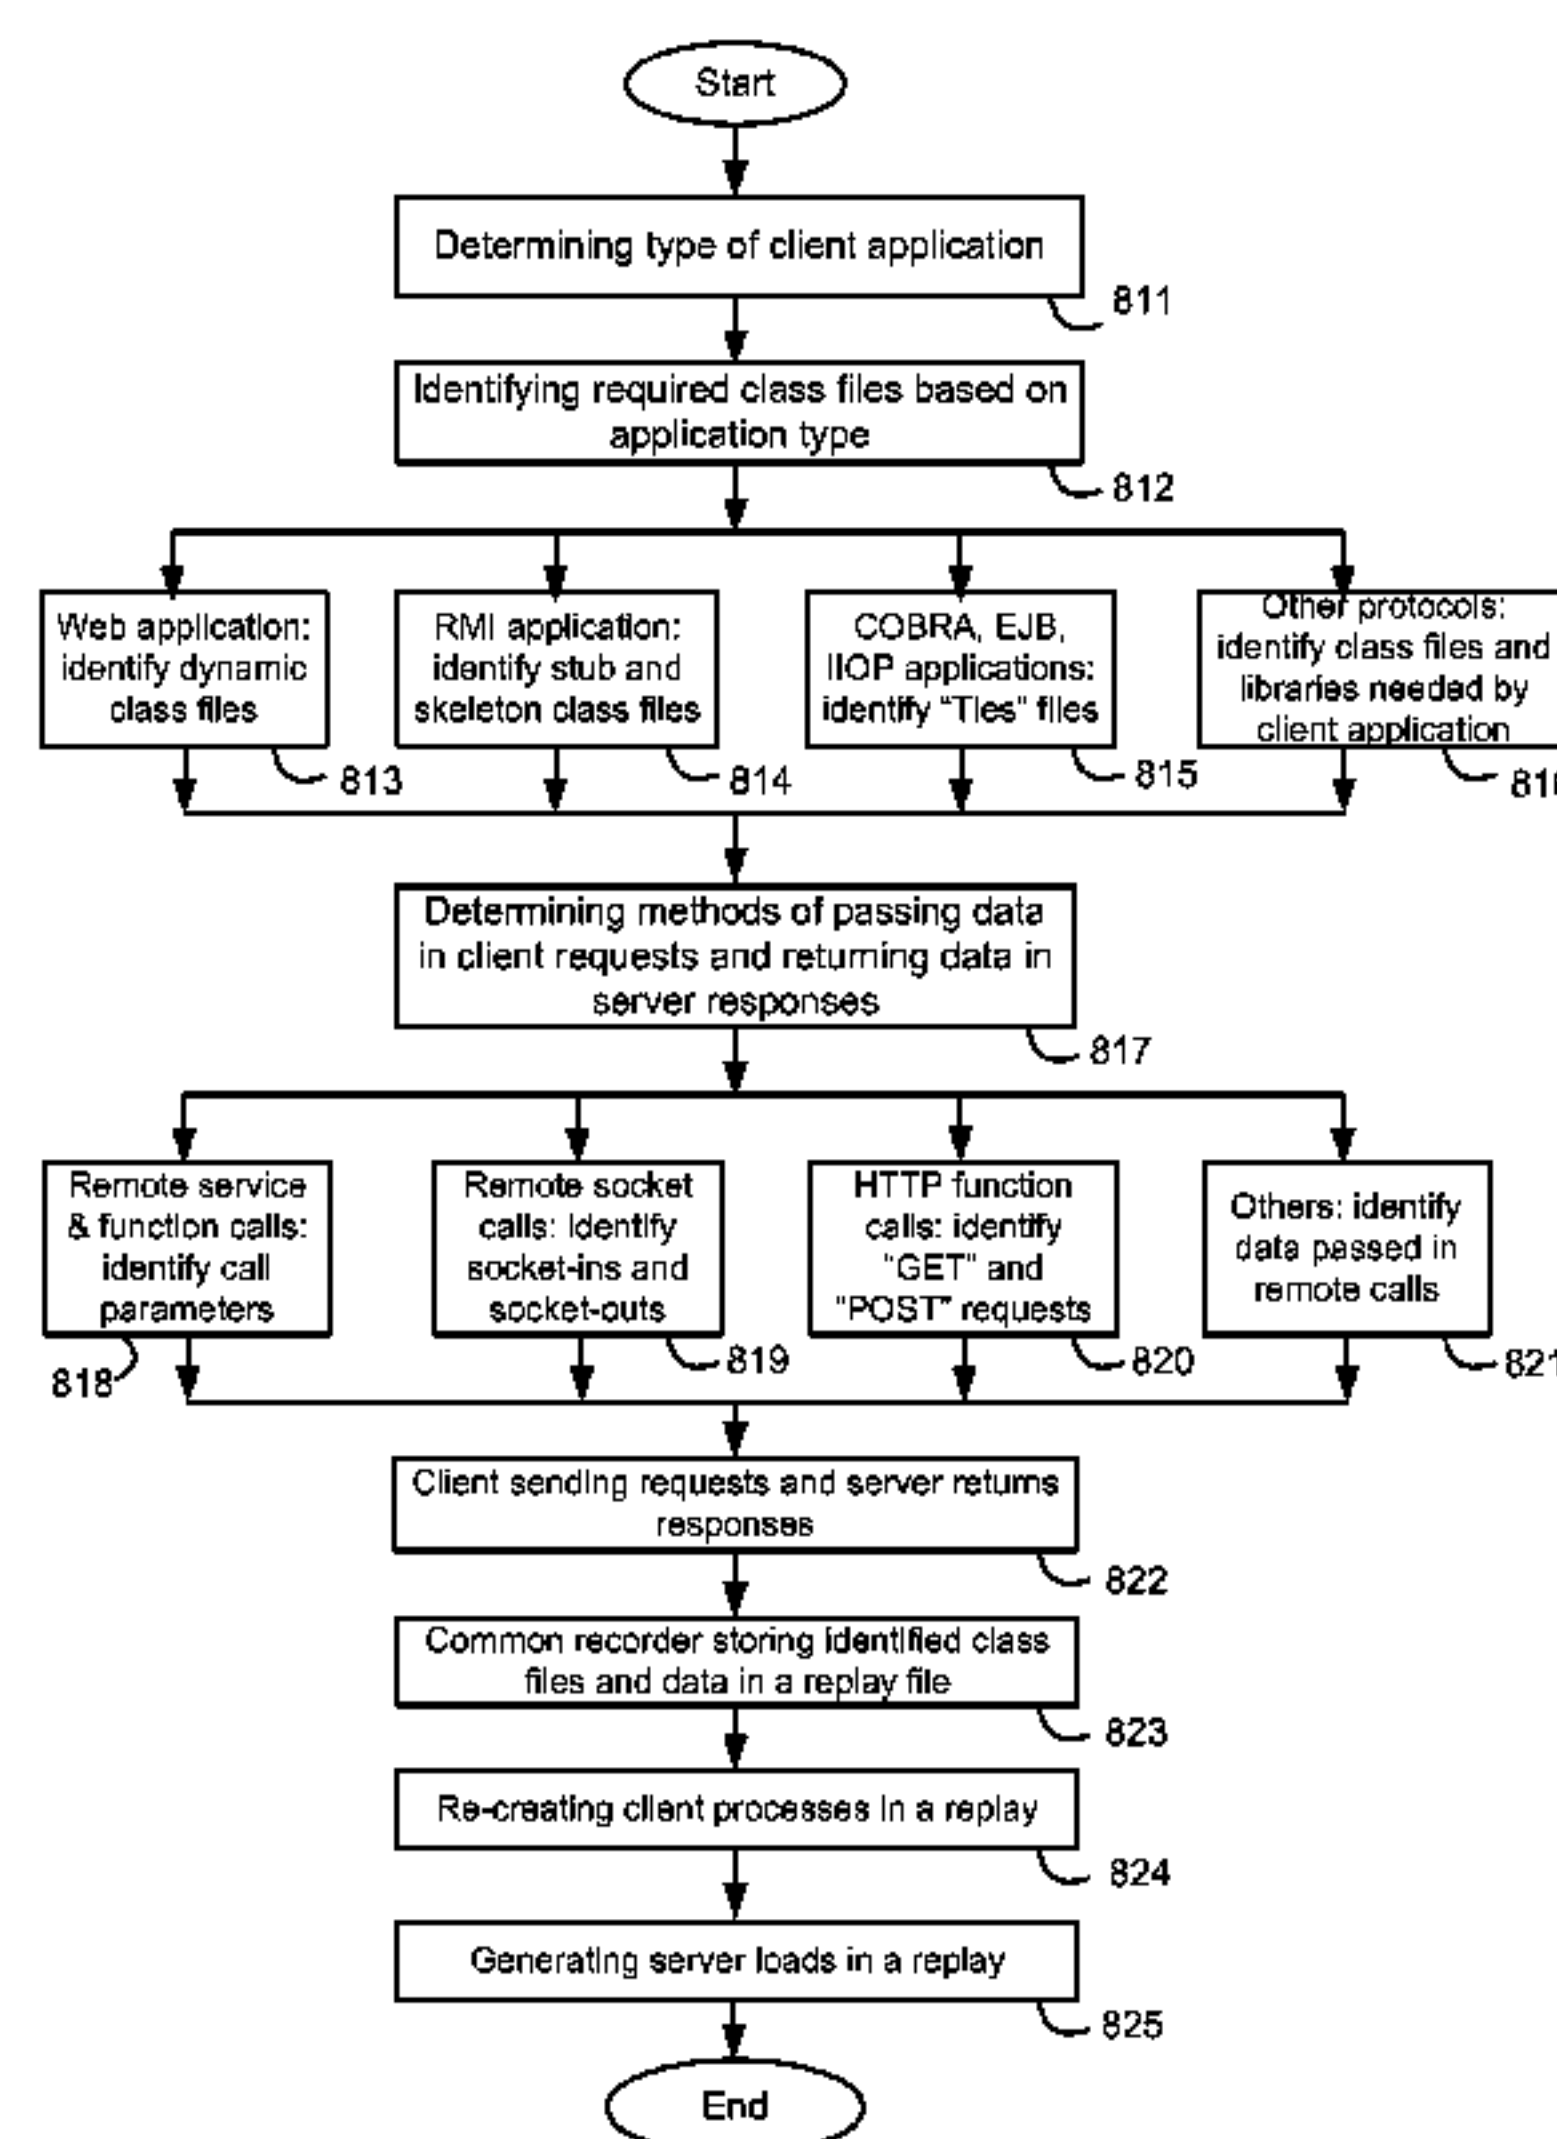 Start
Determining type of client application
811
Identifying required class files based on
application type
812
Web application:
identify dynamic
class files
813
RMI application:
identify stub and
skeleton class files
814
COBRA, EJB,
IIOP applications:
identify "Ties" files
815
Other protocols:
identify class files and
libraries needed by
client application
Determining methods of passing data
in client requests and returning data in
server responses
817
Remote service
& function calls:
identify call
parameters
818
Remote socket
calls: identify
socket-ins and
socket-outs
819
HTTP function
calls: identify
"GET" and
"POST" requests
820
Others: identify
data passed in
remote calls
821
Client sending requests and server returns
responses
822
Common recorder storing identified class
files and data in a replay file
823
Re-creating client processes in a replay
824
Generating server loads in a replay
825
End